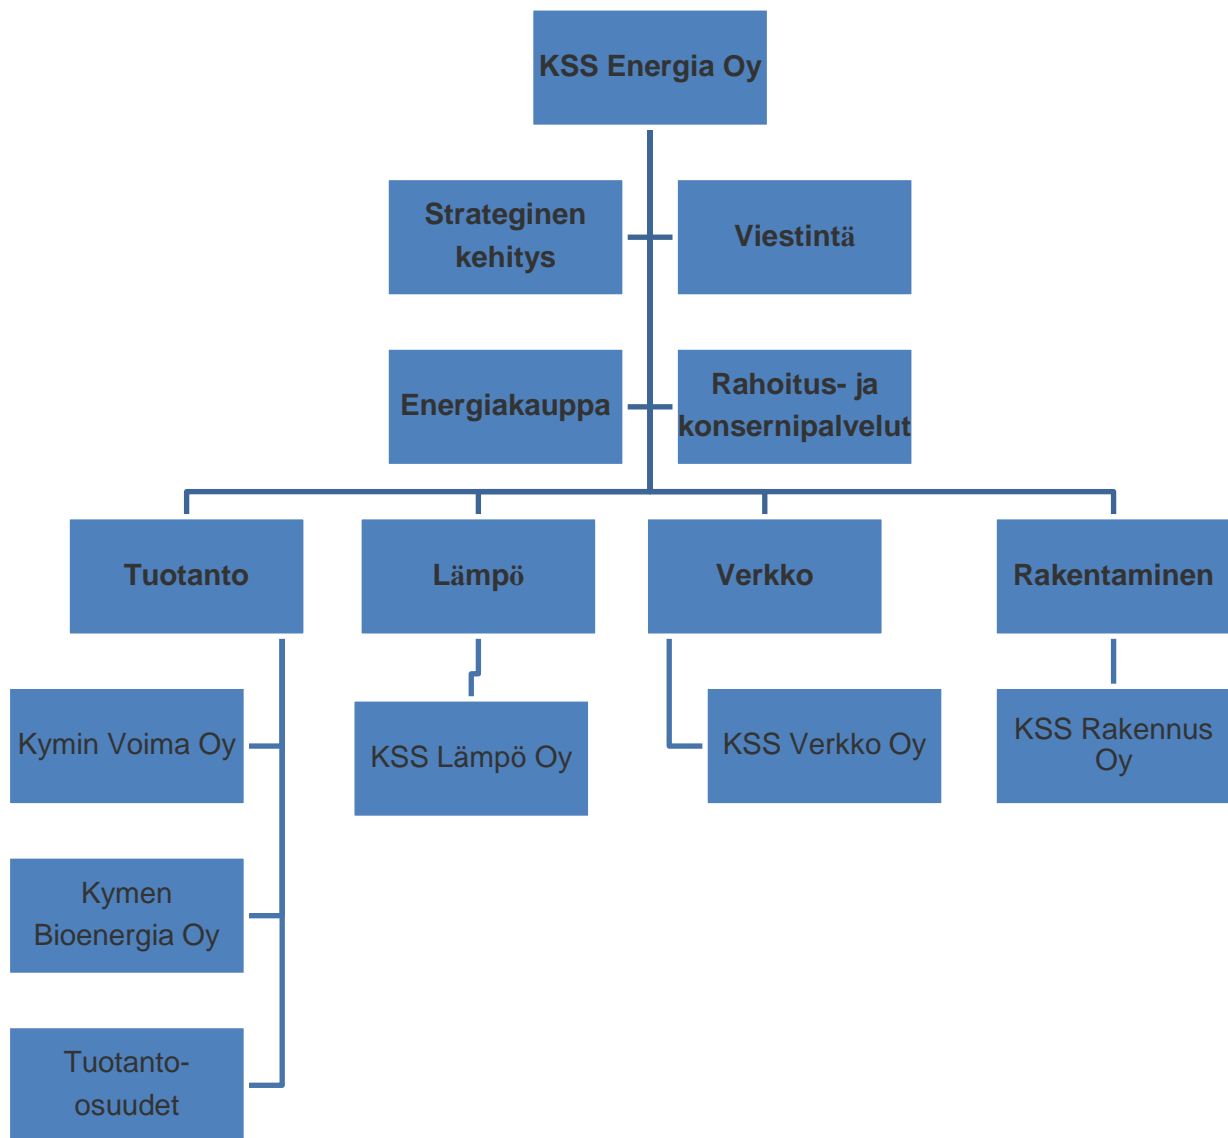 KSS Energia Oy
Strateginen
kehitys
Viestintä
Energiakauppa
Rahoitus- ja
konsernipalvelut
Tuotanto
Lämpö
Verkko
Rakentaminen
Kymin Voima Oy
KSS Lämpö Oy
KSS Verkko Oy
KSS Rakennus
Oy
Kymen
Bioenergia Oy
Tuotanto-
osuudet